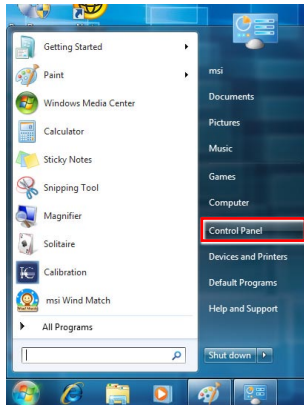 Getting Started
Paint
Windows Media Center
Calculator
Sticky Notes
Snipping Tool
Magnifier
Solitaire
Calibration
msi Wind Match
All Programs
msi
Documents
Pictures
Music
Games
Computer
Control Panel
Devices and Printers
Default Programs
Help and Support
Shut down